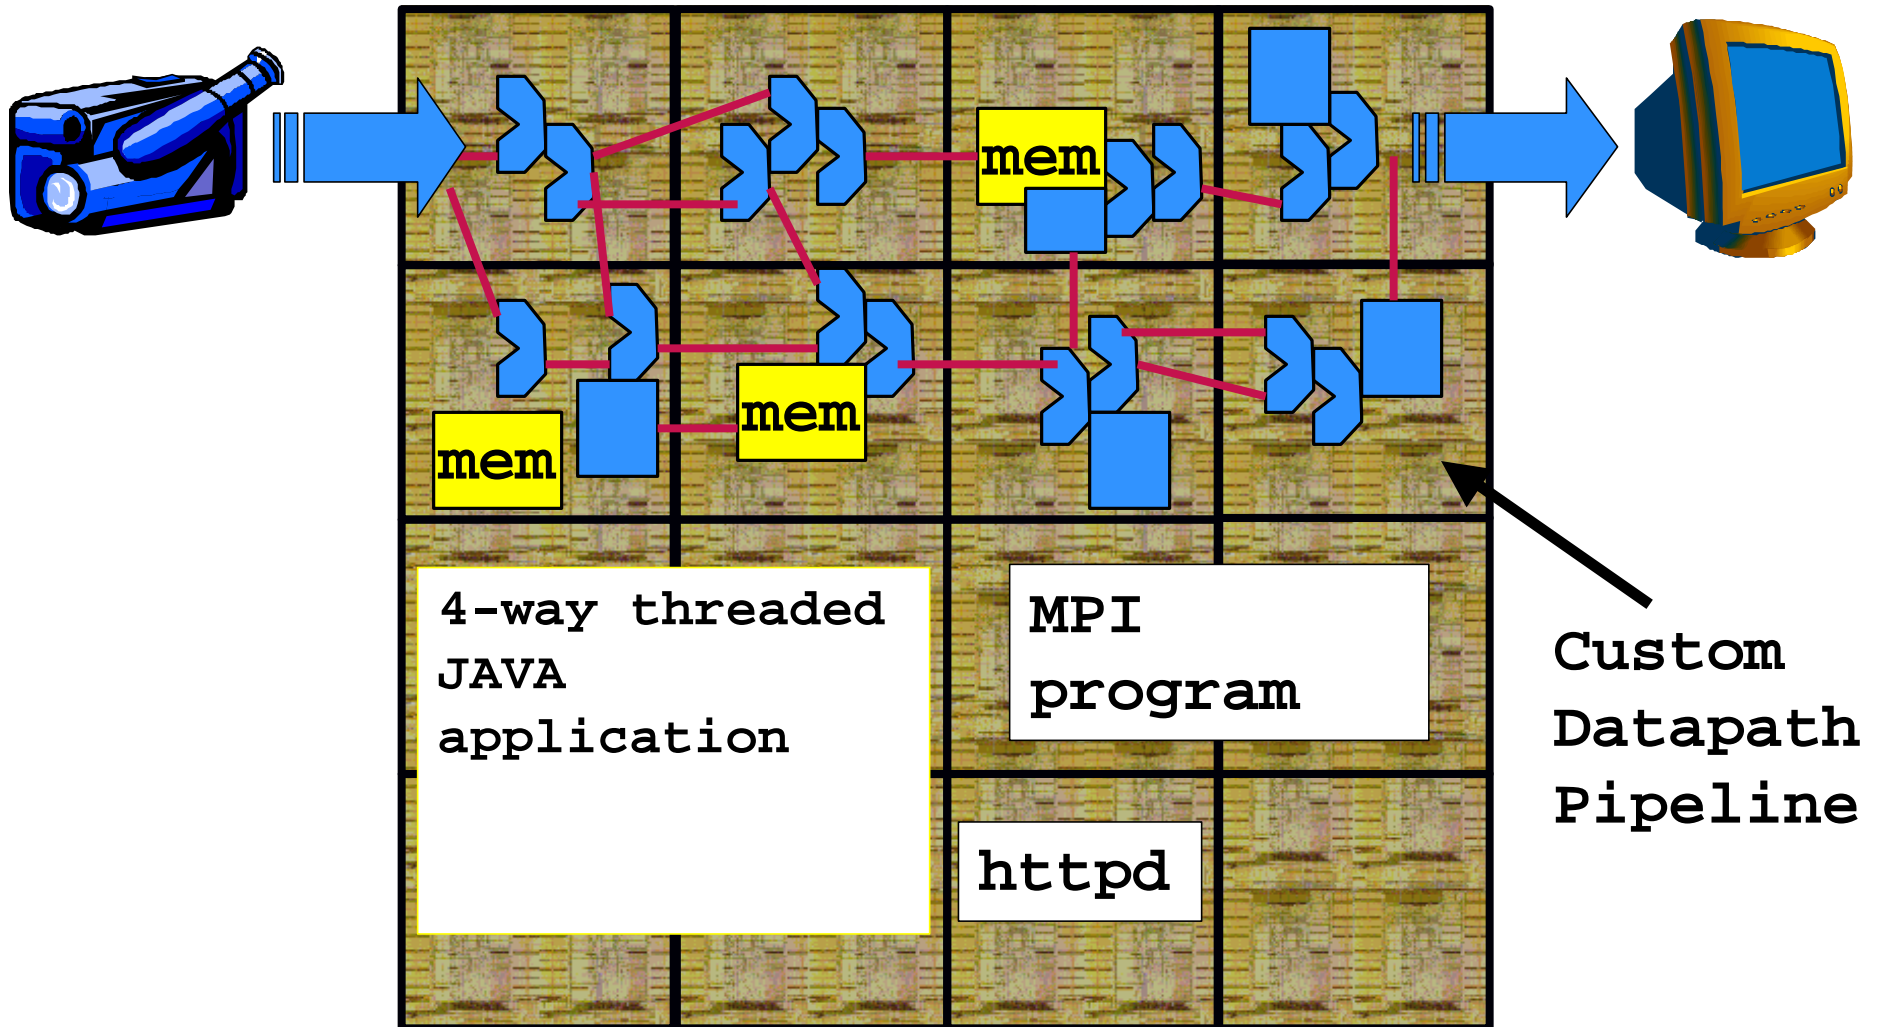 mem
mem
mem
4-way threaded
JAVA
application
MPI
program
httpd
Custom
Datapath
Pipeline